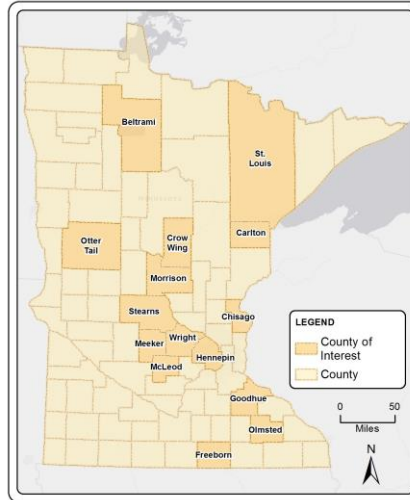 Beltrami
St.
Louis
Carlton
Otter
Tail
Crow
Wing
Morrison
Stearns
Chisago
Wright
Meeker
Hennepin
McLeod
Goodhue
Olmsted
Freeborn
LEGEND
County of
Interest
County
0 50
Miles
N